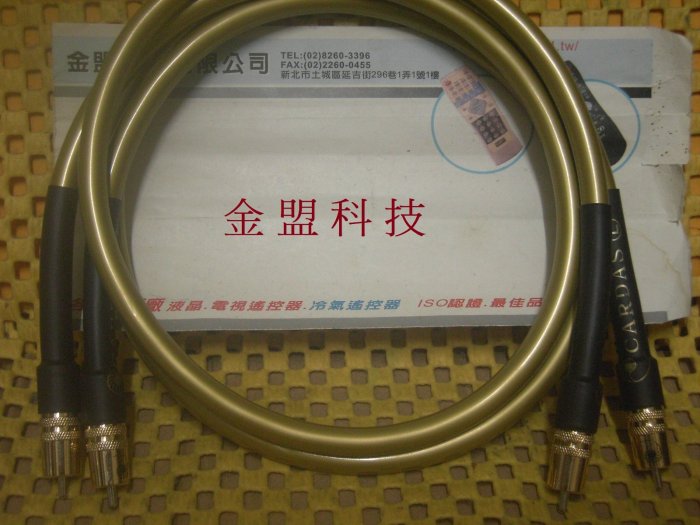 金盟 限公司
TEL:(02)8260-3396
FAX:(02)2260-0455
新北市土城區延吉街296巷1弄1號1樓
.tw/
金盟科技
廠 液晶.電視遙控器.冷氣遙控器 ISO認證.最佳品
CARDAS